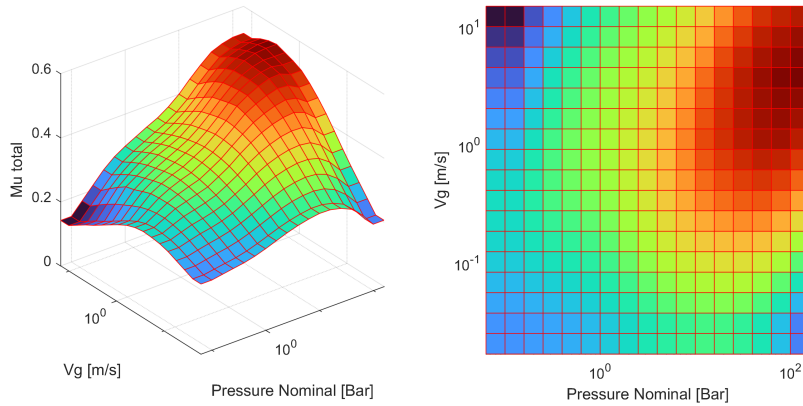 0.6
0.4
0.2
0
Mu total
10^0
Vg [m/s]
10^0
Pressure Nominal [Bar]
10^1
10^0
10^-1
Vg [m/s]
10^0
10^2
Pressure Nominal [Bar]